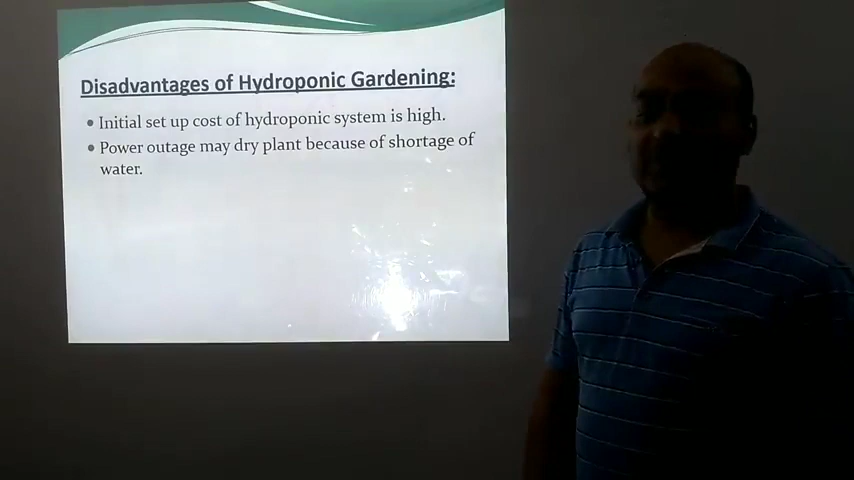 Disadvantages of Hydroponic Gardening:
• Initial set up cost of hydroponic system is high.
• Power outage may dry plant because of shortage of
water.